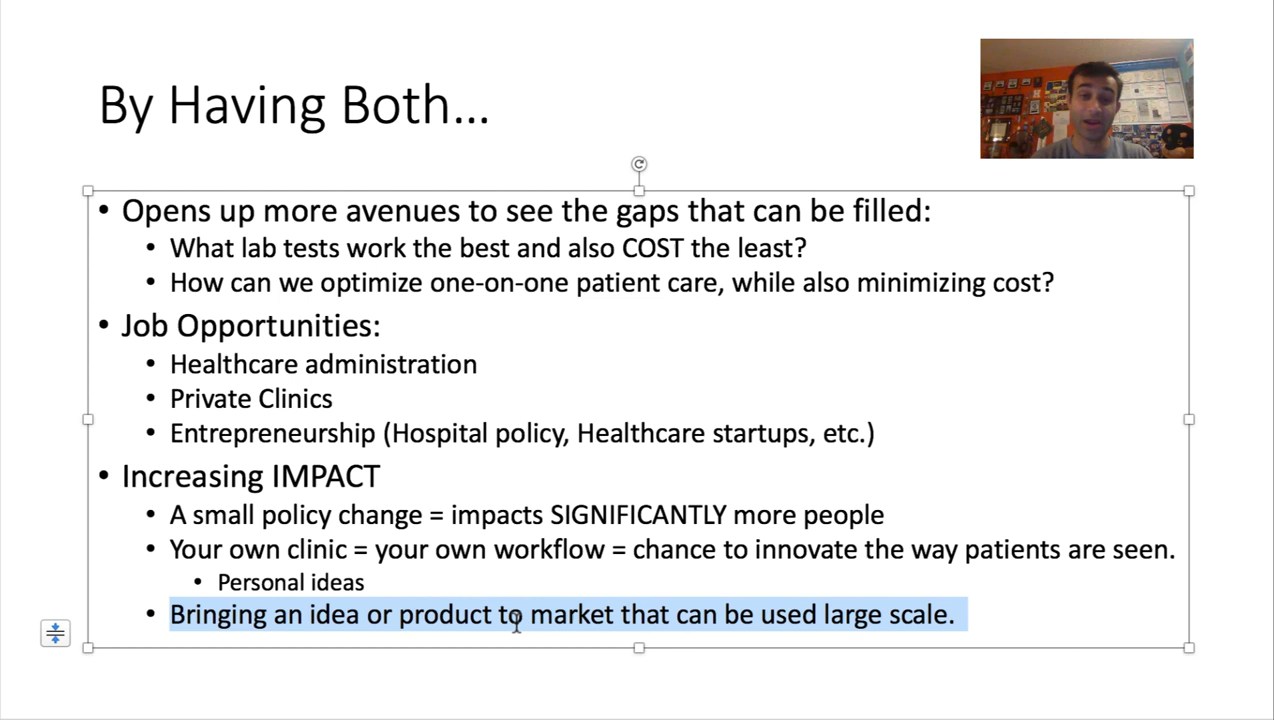 By Having Both...
• Opens up more avenues to see the gaps that can be filled:
• What lab tests work the best and also COST the least?
• How can we optimize one-on-one patient care, while also minimizing cost?
• Job Opportunities:
• Healthcare administration
• Private Clinics
• Entrepreneurship (Hospital policy, Healthcare startups, etc.)
• Increasing IMPACT
• A small policy change = impacts SIGNIFICANTLY more people
• Your own clinic = your own workflow = chance to innovate the way patients are seen.
• Personal ideas
• Bringing an idea or product to market that can be used large scale.